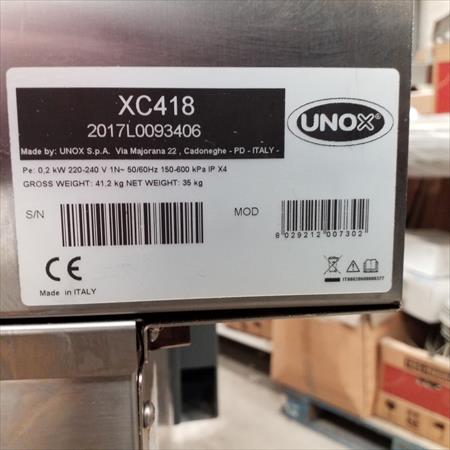 XC418
2017L0093406
UNOX
Made by: UNOX S.p.A. Via Majorana 22 , Cadoneghe - PD - ITALY -
Pe: 0,2 kW 220-240 V 1N~ 50/60Hz 150-600 kPa IP X4
GROSS WEIGHT: 41,2 kg NET WEIGHT: 35 kg
S/N
MOD
8 029212 007302
CE
Made in ITALY
IT08020600000377